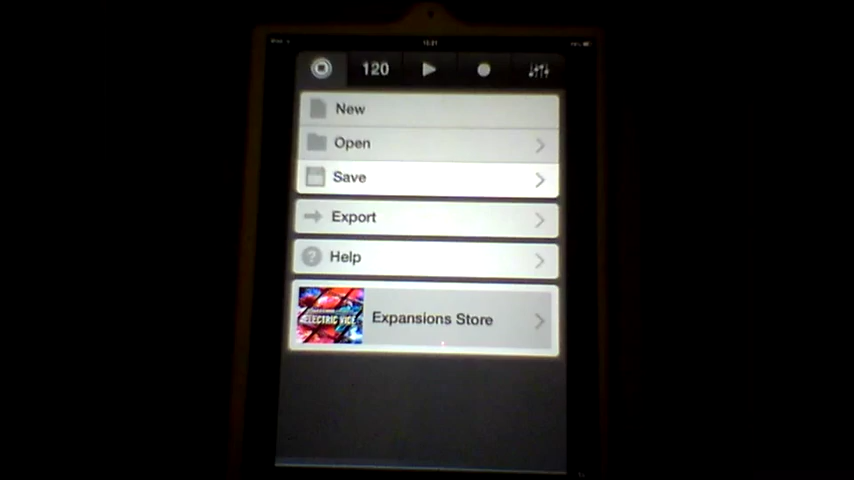 120
New
Open
Save
Export
?
Help
ELECTRIC VICE
Expansions Store